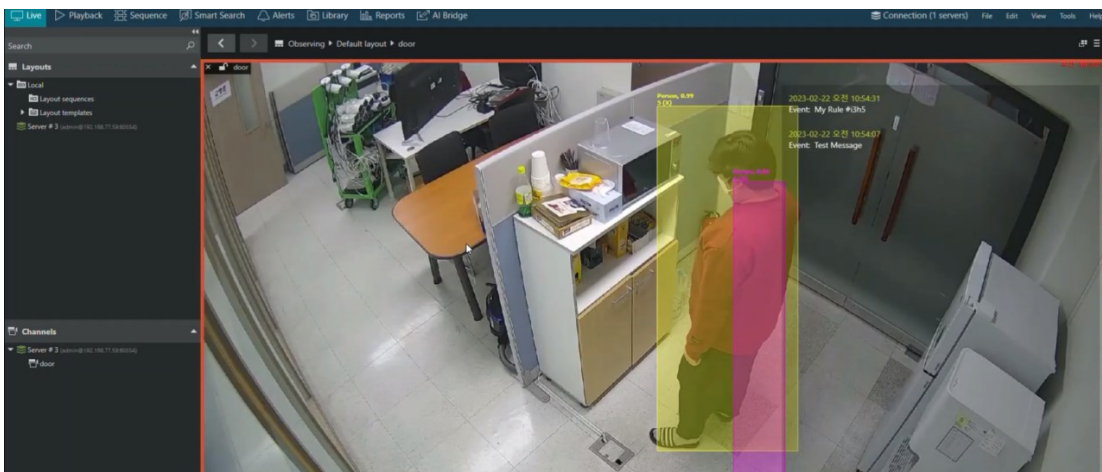 Live Playback Sequence Smart Search Alerts Library Reports AI Bridge Connection (1 servers) File Edit View Tools Help
Search
Observing Default layout door
Layouts
door
Local
Layout sequences
Layout templates
Server # 3
Person, 0.99
2023-02-22 오전 10:54:31
Event: My Rule #i3h5
2023-02-22 오전 10:54:07
Event: Test Message
Channels
Server # 3
door